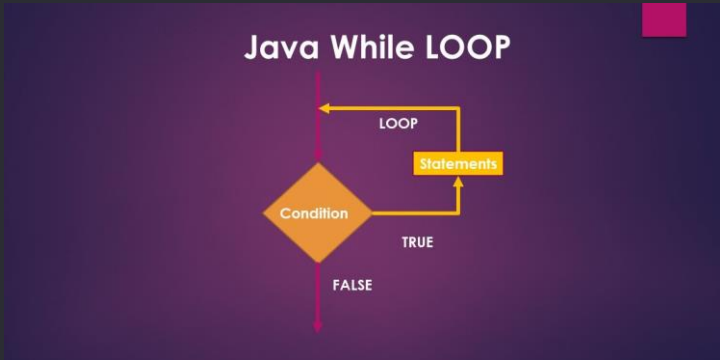 Java While LOOP
LOOP
Statements
Condition
TRUE
FALSE